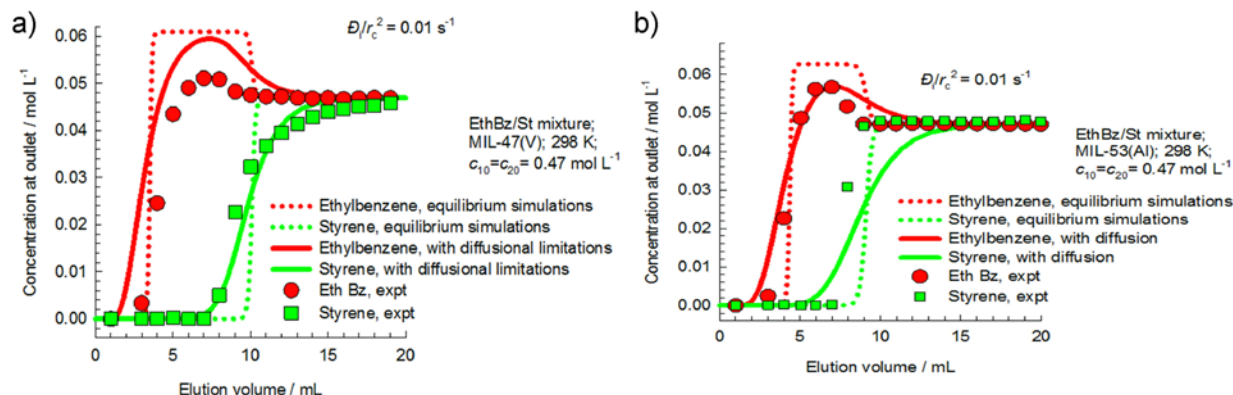 a)
Đᵢ/r_c² = 0.01 s⁻¹
Concentration at outlet / mol L⁻¹
0.06
0.05
0.04
0.03
0.02
0.01
0.00
EthBz/St mixture;
MIL-47(V); 298 K;
c₁₀=c₂₀= 0.47 mol L⁻¹
Ethylbenzene, equilibrium simulations
Styrene, equilibrium simulations
Ethylbenzene, with diffusional limitations
Styrene, with diffusional limitations
Eth Bz, expt
Styrene, expt
0 5 10 15 20
Elution volume / mL
b)
Đᵢ/r_c² = 0.01 s⁻¹
Concentration at outlet / mol L⁻¹
0.06
0.05
0.04
0.03
0.02
0.01
0.00
EthBz/St mixture;
MIL-53(Al); 298 K;
c₁₀=c₂₀= 0.47 mol L⁻¹
Ethylbenzene, equilibrium simulations
Styrene, equilibrium simulations
Ethylbenzene, with diffusion
Styrene, with diffusion
Eth Bz, expt
Styrene, expt
0 5 10 15 20
Elution volume / mL